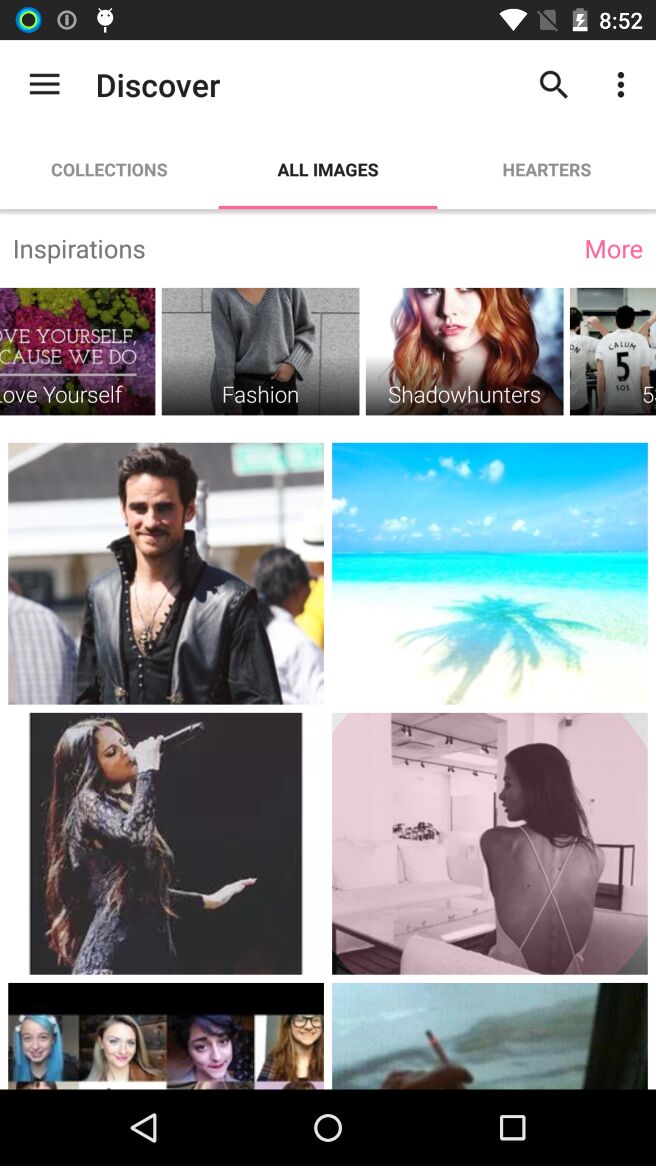 8:52
Discover
COLLECTIONS
ALL IMAGES
HEARTERS
Inspirations
More
OVE YOURSELF,
CAUSE WE DO
Love Yourself
Fashion
Shadowhunters
ON
CALUM
5
SOS
5